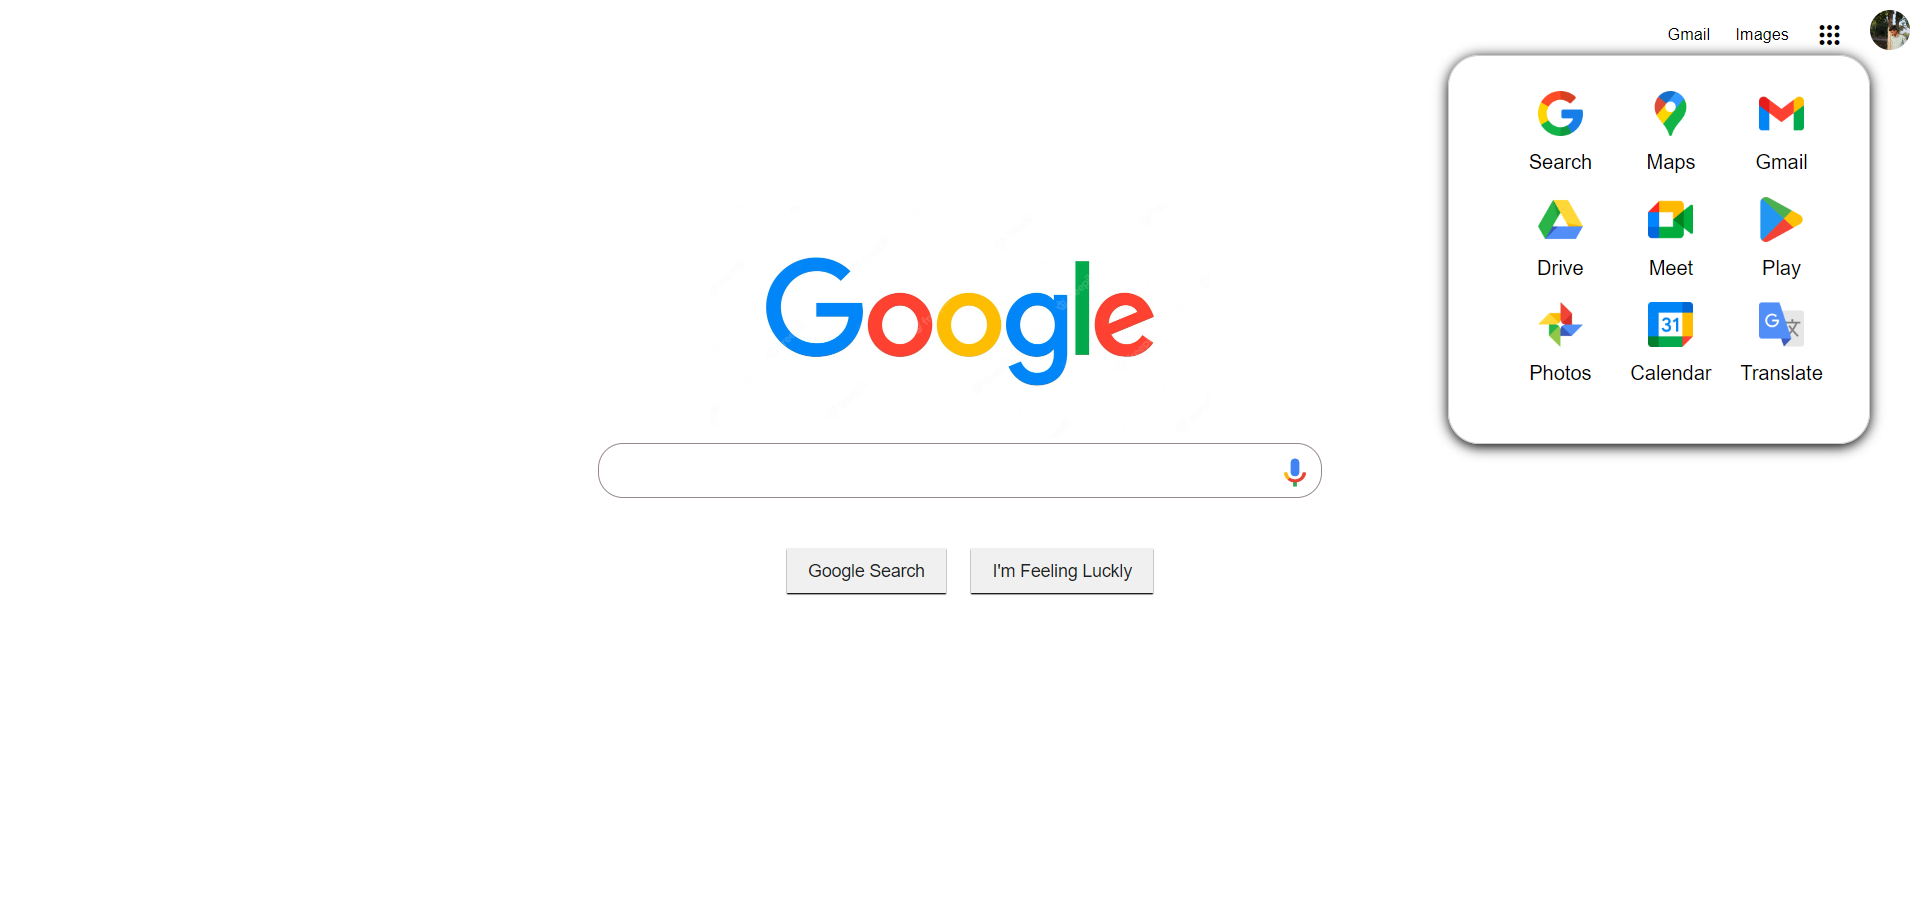 Gmail Images
Search Maps Gmail
Drive Meet Play
31
Photos Calendar Translate
Google
Google Search I'm Feeling Luckly